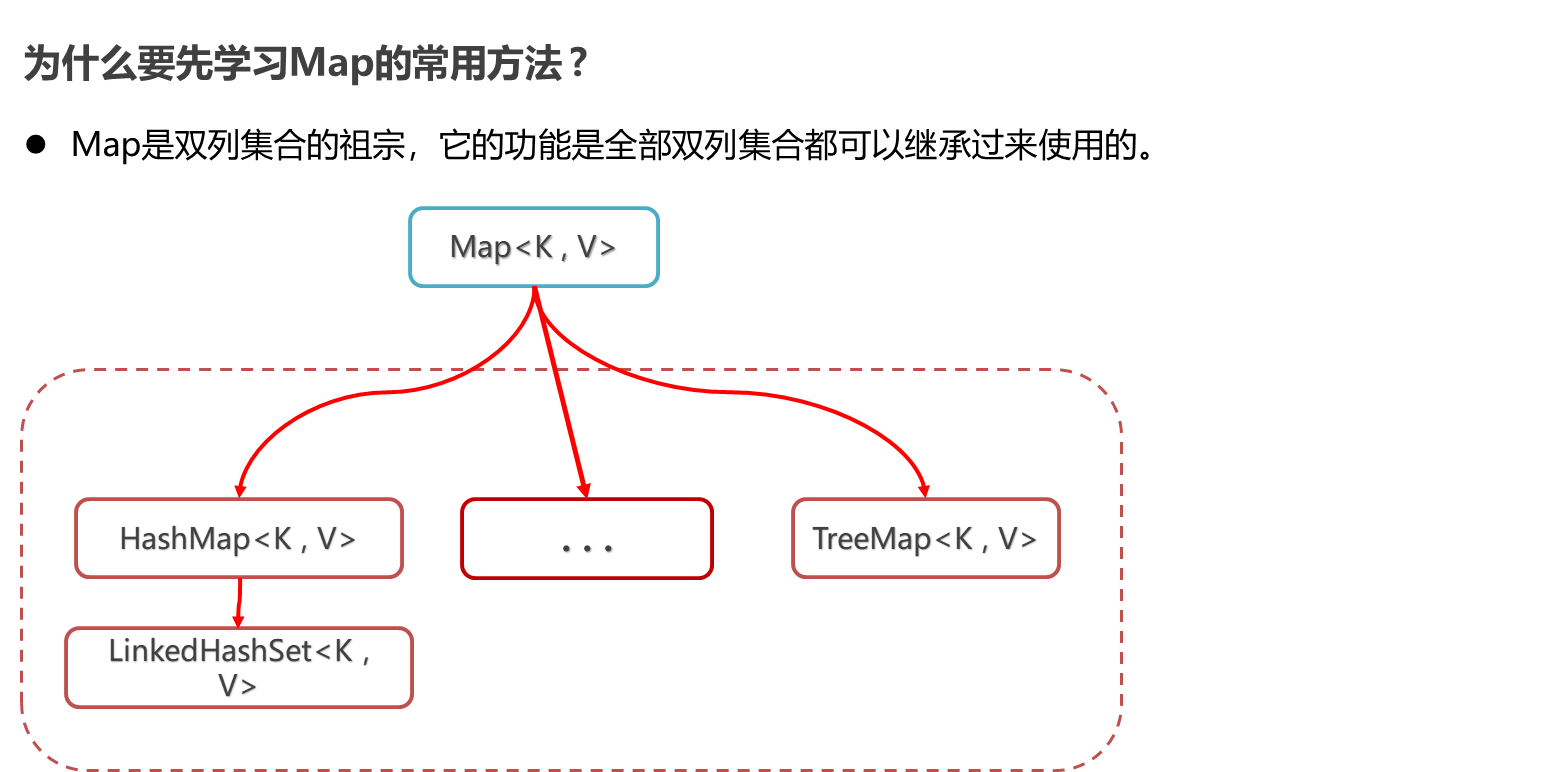 为什么要先学习Map的常用方法？
● Map是双列集合的祖宗，它的功能是全部双列集合都可以继承过来使用的。
Map<K , V>
HashMap<K , V>
. . .
TreeMap<K , V>
LinkedHashSet<K ,
V>